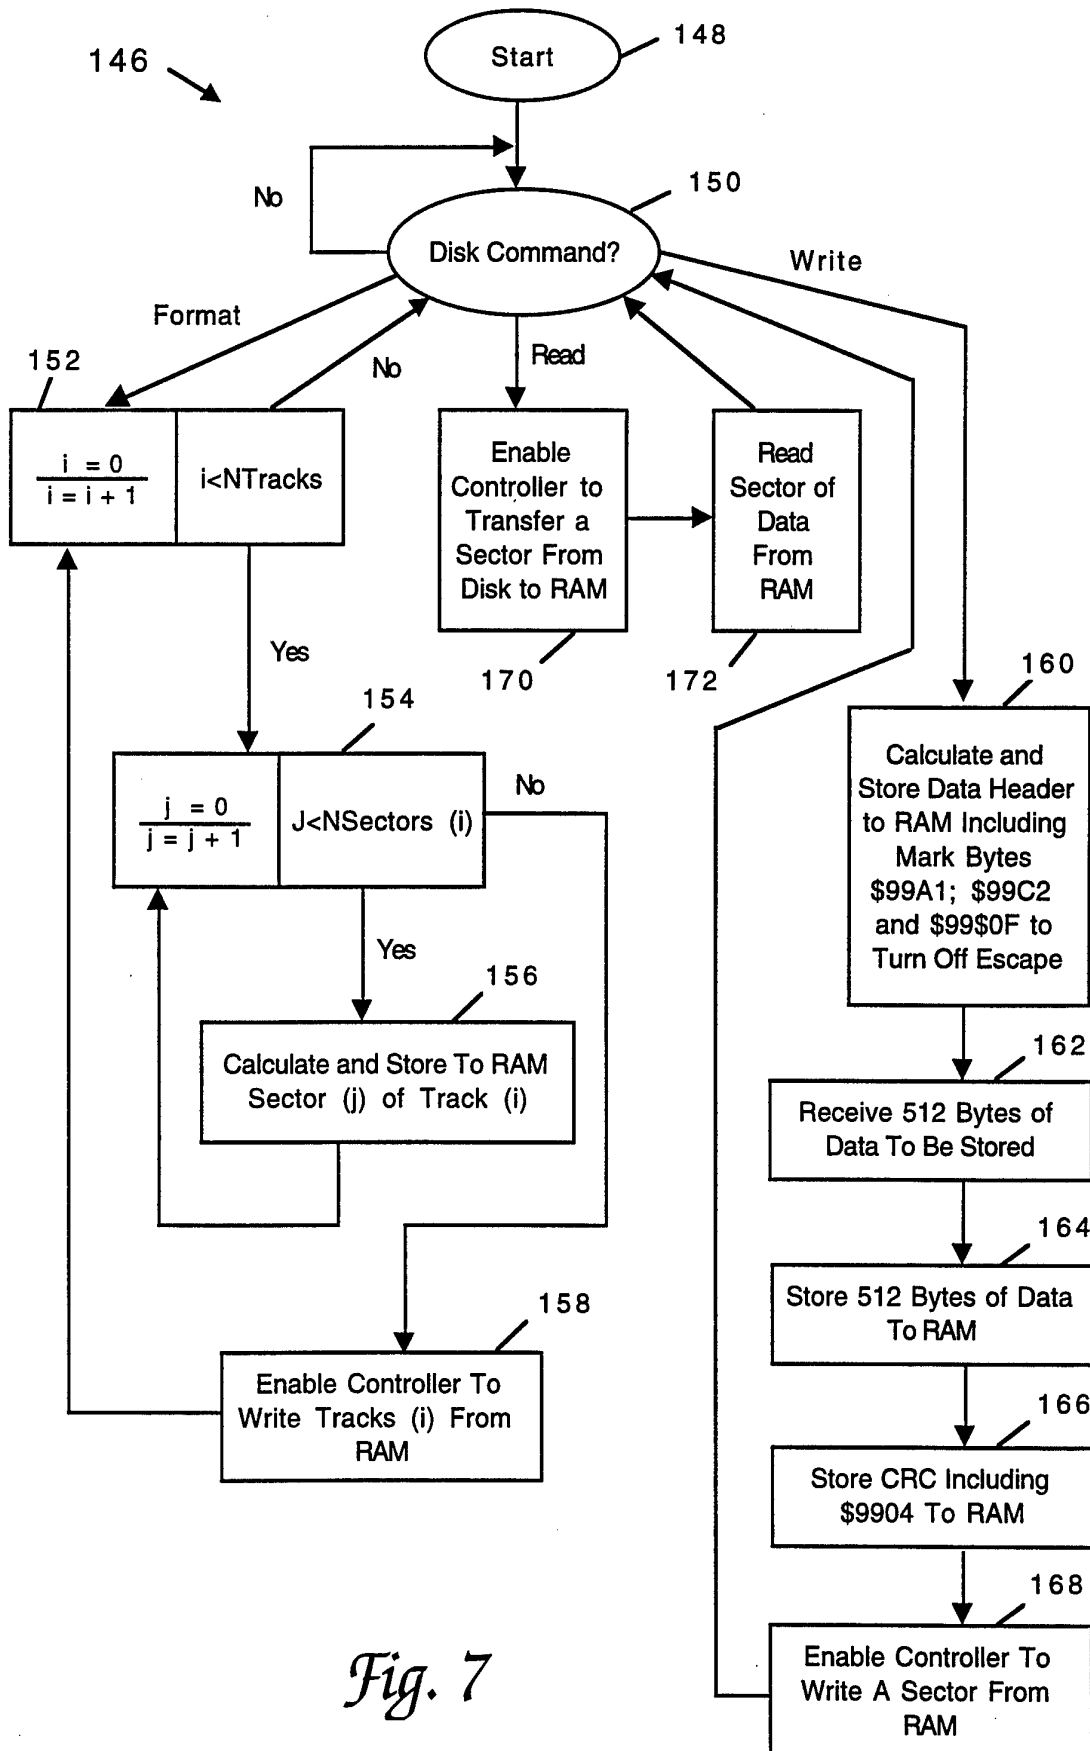 146
Start
148
No
150
Disk Command?
Write
Format
No
Read
152
i = 0
i = i + 1
i<NTracks
Enable
Controller to
Transfer a
Sector From
Disk to RAM
170
Read
Sector of
Data
From
RAM
172
Yes
154
j = 0
j = j + 1
J<NSectors (i)
No
Yes
156
Calculate and Store To RAM
Sector (j) of Track (i)
158
Enable Controller To
Write Tracks (i) From
RAM
160
Calculate and
Store Data Header
to RAM Including
Mark Bytes
$99A1; $99C2
and $99$0F to
Turn Off Escape
162
Receive 512 Bytes of
Data To Be Stored
164
Store 512 Bytes of Data
To RAM
166
Store CRC Including
$9904 To RAM
168
Enable Controller To
Write A Sector From
RAM
Fig. 7